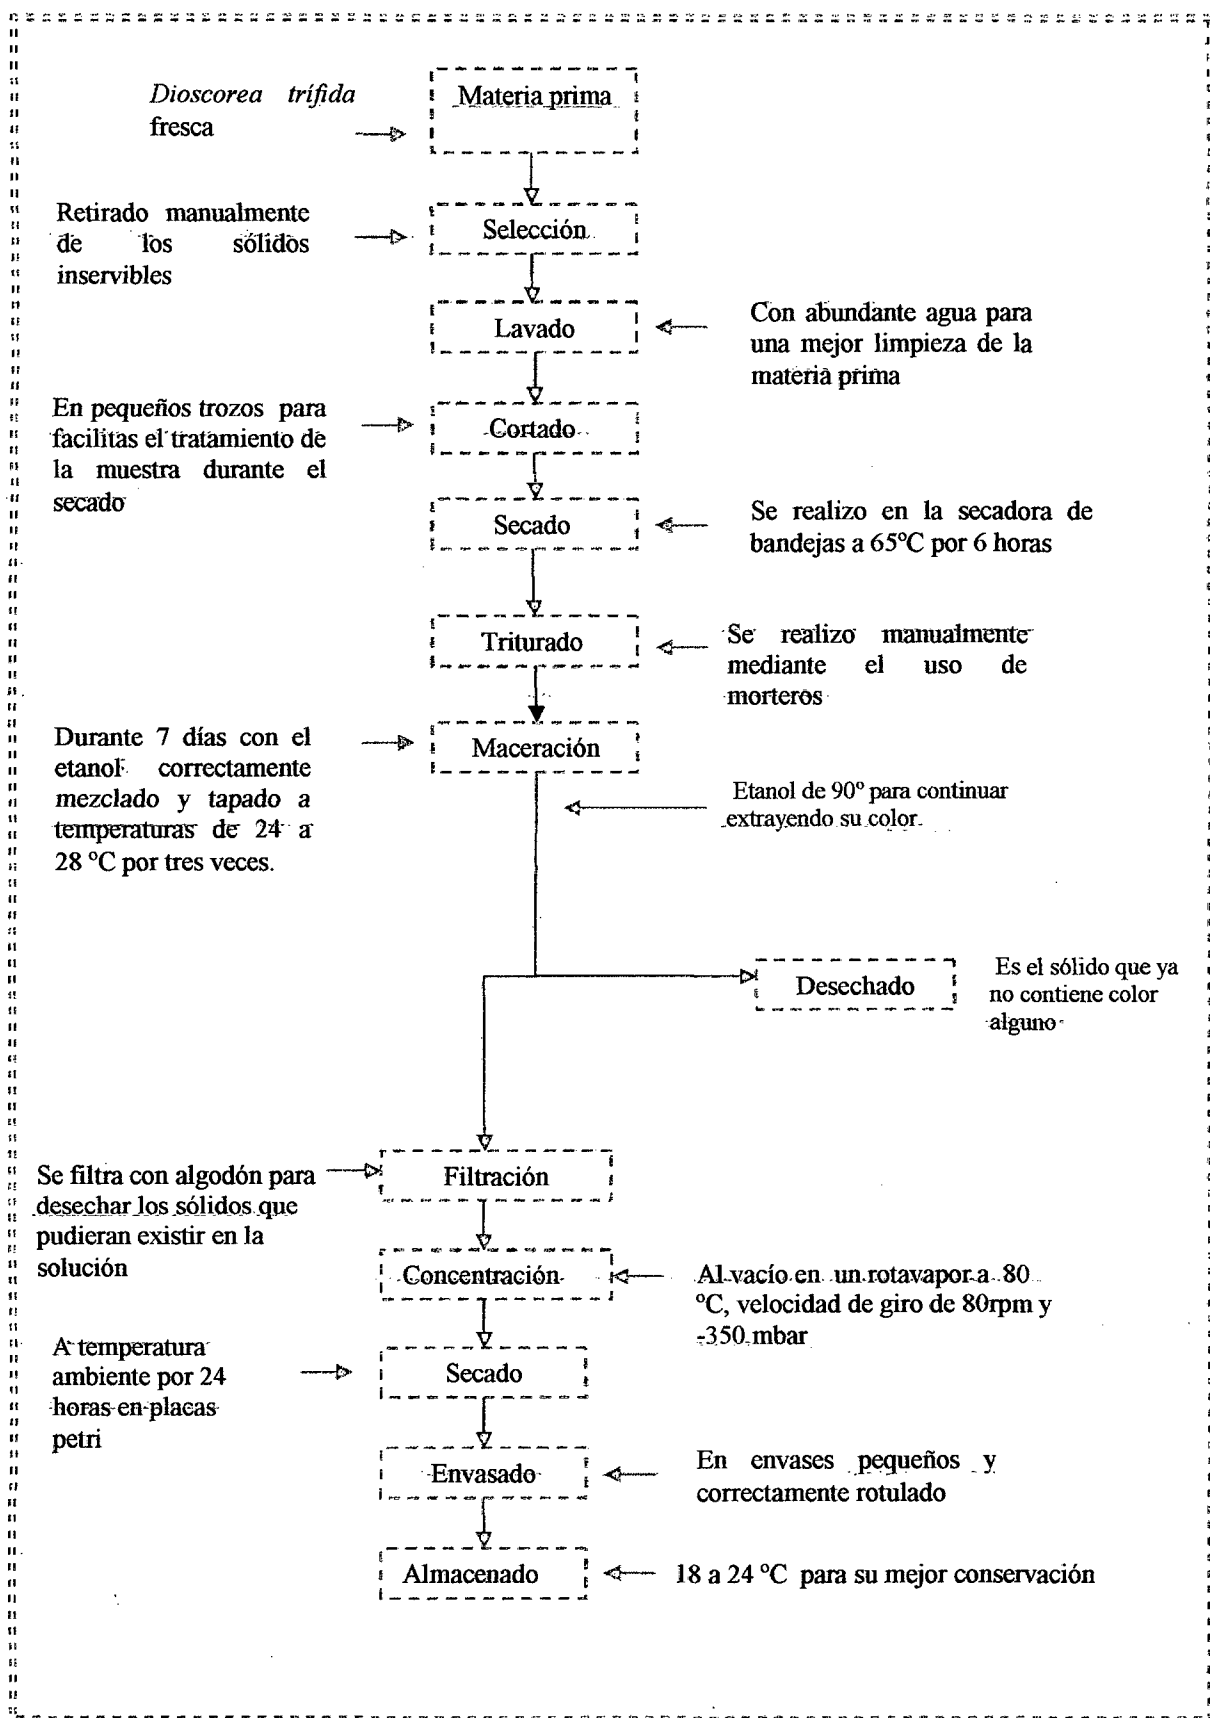 Dioscorea trífida
fresca
Materia prima
Retirado manualmente
de los sólidos
inservibles
Selección
Lavado
Con abundante agua para
una mejor limpieza de la
materia prima
En pequeños trozos para
facilitas el tratamiento de
la muestra durante el
secado
Cortado
Secado
Se realizo en la secadora de
bandejas a 65ºC por 6 horas
Triturado
Se realizo manualmente
mediante el uso de
morteros
Durante 7 días con el
etanol correctamente
mezclado y tapado a
temperaturas de 24 a
28 ºC por tres veces.
Maceración
Etanol de 90º para continuar
extrayendo su color.
Desechado
Es el sólido que ya
no contiene color
alguno
Se filtra con algodón para
desechar los sólidos que
pudieran existir en la
solución
Filtración
Concentración
Al vacío en un rotavapor a 80
ºC, velocidad de giro de 80rpm y
-350 mbar
A temperatura
ambiente por 24
horas en placas
petri
Secado
Envasado
En envases pequeños y
correctamente rotulado
Almacenado
18 a 24 ºC para su mejor conservación